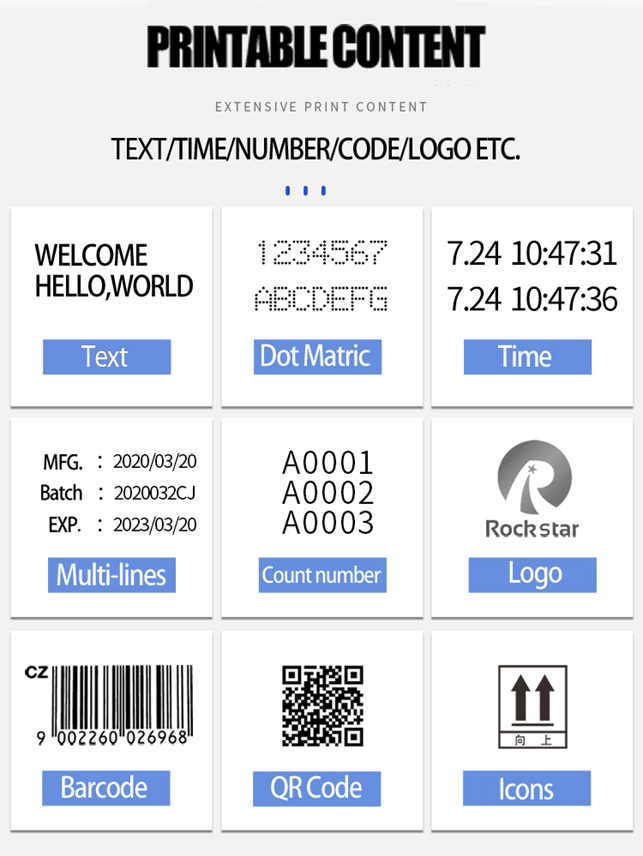 PRINTABLE CONTENT
EXTENSIVE PRINT CONTENT
TEXT/TIME/NUMBER/CODE/LOGO ETC.
WELCOME
HELLO,WORLD
Text
1234567
ABCDEFG
Dot Matric
7.24 10:47:31
7.24 10:47:36
Time
MFG. : 2020/03/20
Batch : 2020032CJ
EXP. : 2023/03/20
Multi-lines
A0001
A0002
A0003
Count number
Rockstar
Logo
CZ
9 002260 026968
Barcode
QR Code
向 上
Icons